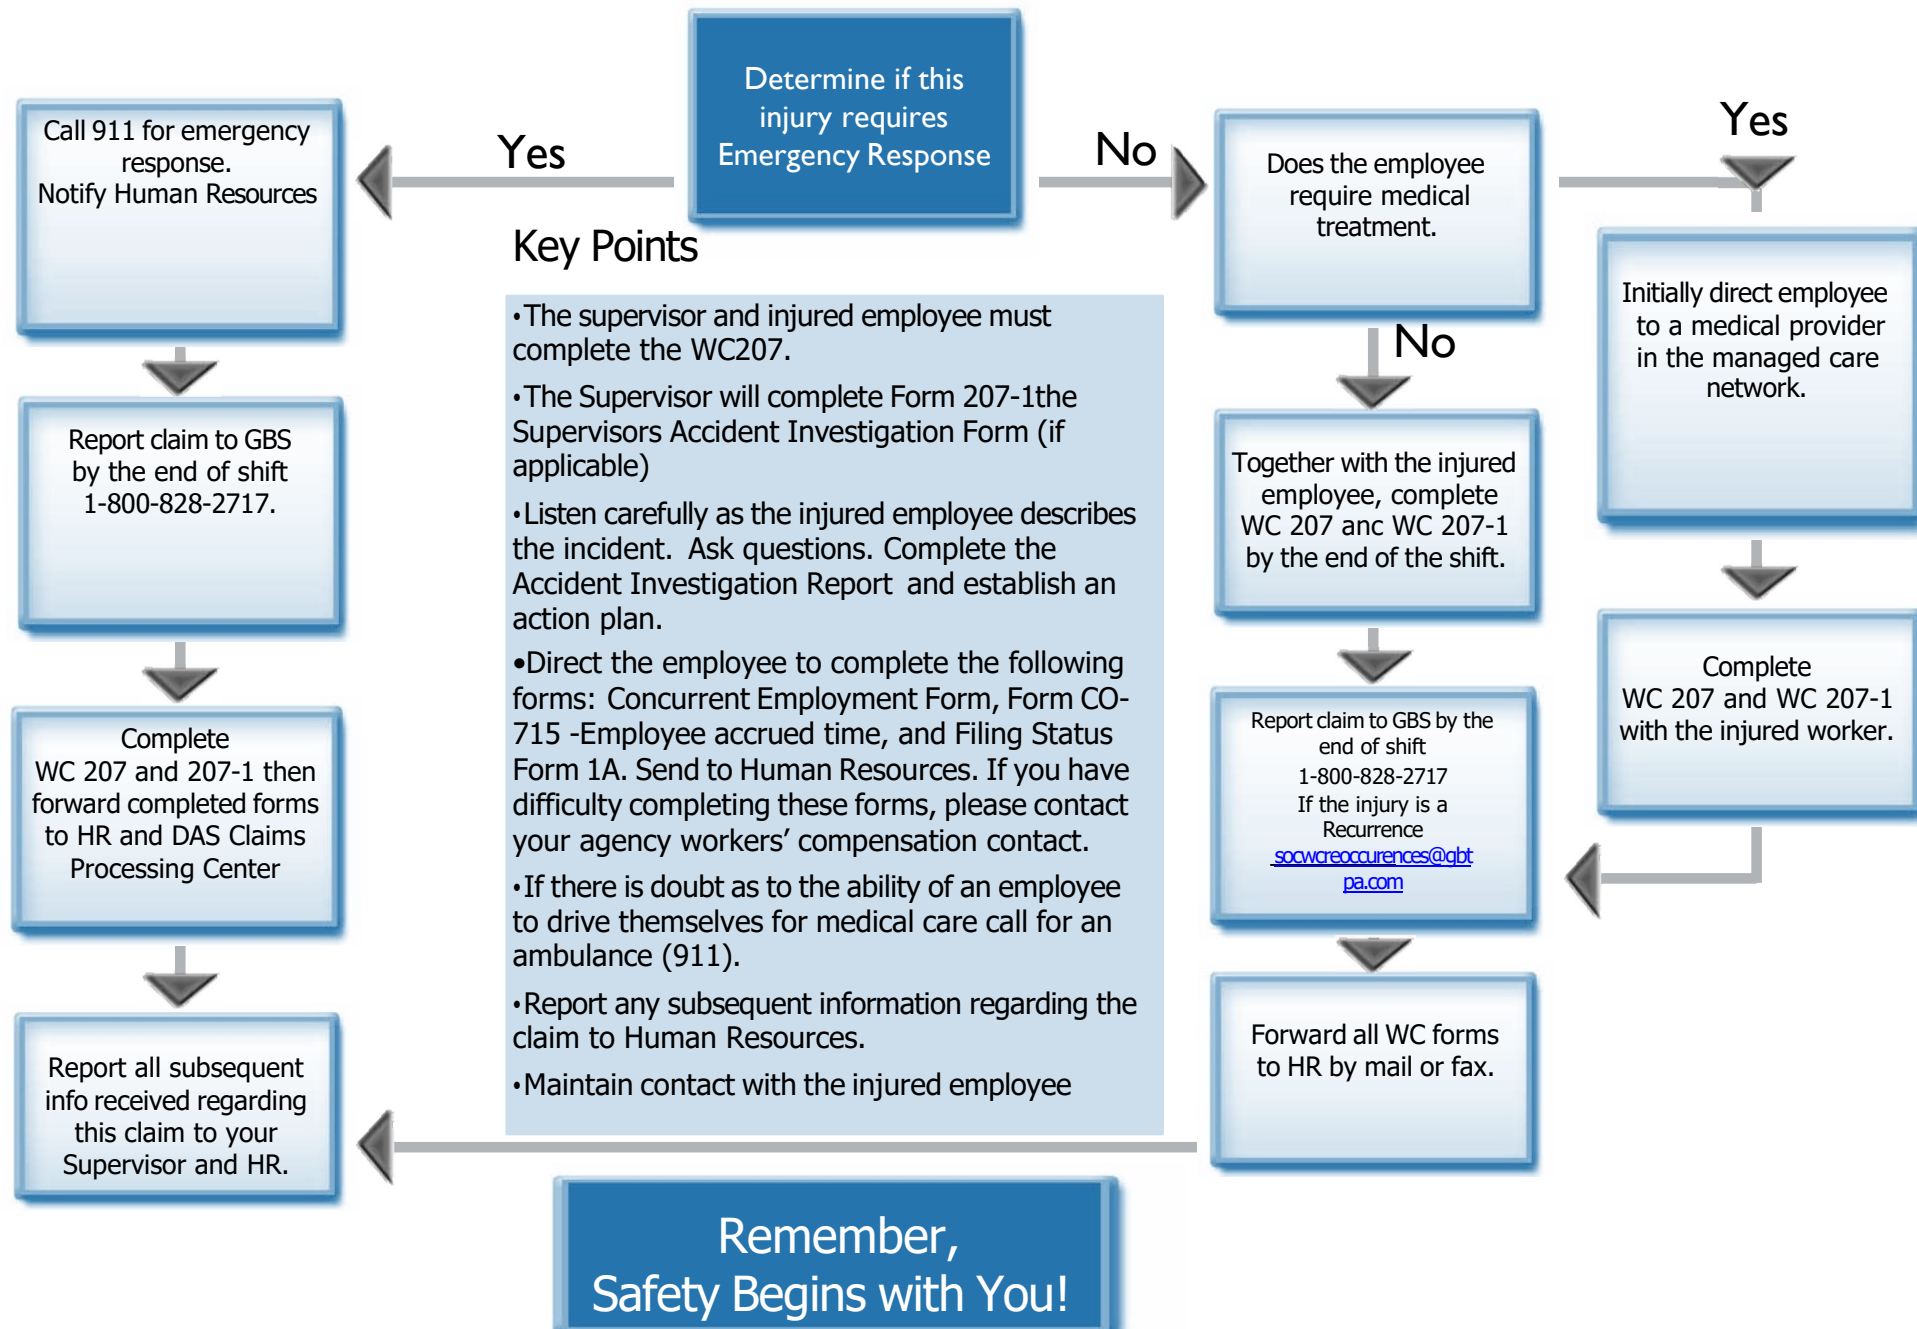 Determine if this
injury requires
Emergency Response
Yes
No
Call 911 for emergency
response.
Notify Human Resources
Report claim to GBS
by the end of shift
1-800-828-2717.
Complete
WC 207 and 207-1 then
forward completed forms
to HR and DAS Claims
Processing Center
Report all subsequent
info received regarding
this claim to your
Supervisor and HR.
Key Points
•The supervisor and injured employee must
complete the WC207.
•The Supervisor will complete Form 207-1the
Supervisors Accident Investigation Form (if
applicable)
•Listen carefully as the injured employee describes
the incident. Ask questions. Complete the
Accident Investigation Report and establish an
action plan.
•Direct the employee to complete the following
forms: Concurrent Employment Form, Form CO-
715 -Employee accrued time, and Filing Status
Form 1A. Send to Human Resources. If you have
difficulty completing these forms, please contact
your agency workers’ compensation contact.
•If there is doubt as to the ability of an employee
to drive themselves for medical care call for an
ambulance (911).
•Report any subsequent information regarding the
claim to Human Resources.
•Maintain contact with the injured employee
Does the employee
require medical
treatment.
No
Together with the injured
employee, complete
WC 207 anc WC 207-1
by the end of the shift.
Report claim to GBS by the
end of shift
1-800-828-2717
If the injury is a
Recurrence
socwcreoccurences@gbt
pa.com
Forward all WC forms
to HR by mail or fax.
Yes
Initially direct employee
to a medical provider
in the managed care
network.
Complete
WC 207 and WC 207-1
with the injured worker.
Remember,
Safety Begins with You!